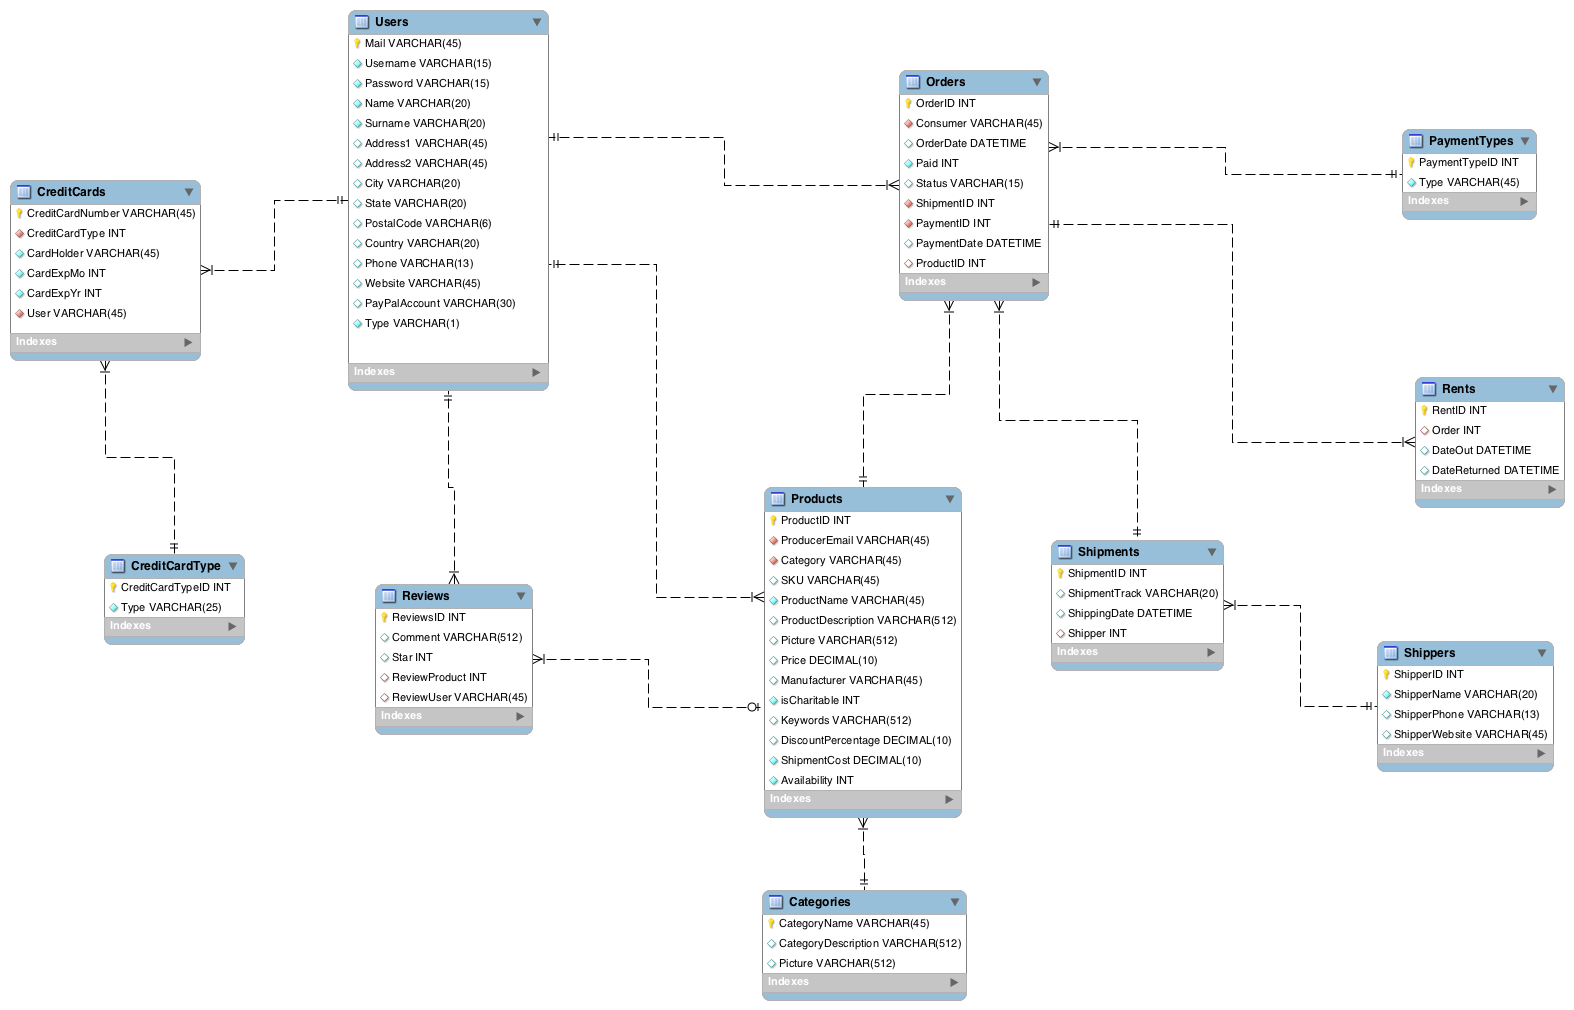 Users
Mail VARCHAR(45)
Username VARCHAR(15)
Password VARCHAR(15)
Name VARCHAR(20)
Surname VARCHAR(20)
Address1 VARCHAR(45)
Address2 VARCHAR(45)
City VARCHAR(20)
State VARCHAR(20)
PostalCode VARCHAR(6)
Country VARCHAR(20)
Phone VARCHAR(13)
Website VARCHAR(45)
PayPalAccount VARCHAR(30)
Type VARCHAR(1)
Indexes
Orders
OrderID INT
Consumer VARCHAR(45)
OrderDate DATETIME
Paid INT
Status VARCHAR(15)
ShipmentID INT
PaymentID INT
PaymentDate DATETIME
ProductID INT
Indexes
PaymentTypes
PaymentTypeID INT
Type VARCHAR(45)
Indexes
CreditCards
CreditCardNumber VARCHAR(45)
CreditCardType INT
CardHolder VARCHAR(45)
CardExpMo INT
CardExpYr INT
User VARCHAR(45)
Indexes
Rents
RentID INT
Order INT
DateOut DATETIME
DateReturned DATETIME
Indexes
Products
ProductID INT
ProducerEmail VARCHAR(45)
Category VARCHAR(45)
SKU VARCHAR(45)
ProductName VARCHAR(45)
ProductDescription VARCHAR(512)
Picture VARCHAR(512)
Price DECIMAL(10)
Manufacturer VARCHAR(45)
isCharitable INT
Keywords VARCHAR(512)
DiscountPercentage DECIMAL(10)
ShipmentCost DECIMAL(10)
Availability INT
Indexes
Shipments
ShipmentID INT
ShipmentTrack VARCHAR(20)
ShippingDate DATETIME
Shipper INT
Indexes
CreditCardType
CreditCardTypeID INT
Type VARCHAR(25)
Indexes
Reviews
ReviewsID INT
Comment VARCHAR(512)
Star INT
ReviewProduct INT
ReviewUser VARCHAR(45)
Indexes
Shippers
ShipperID INT
ShipperName VARCHAR(20)
ShipperPhone VARCHAR(13)
ShipperWebsite VARCHAR(45)
Indexes
Categories
CategoryName VARCHAR(45)
CategoryDescription VARCHAR(512)
Picture VARCHAR(512)
Indexes